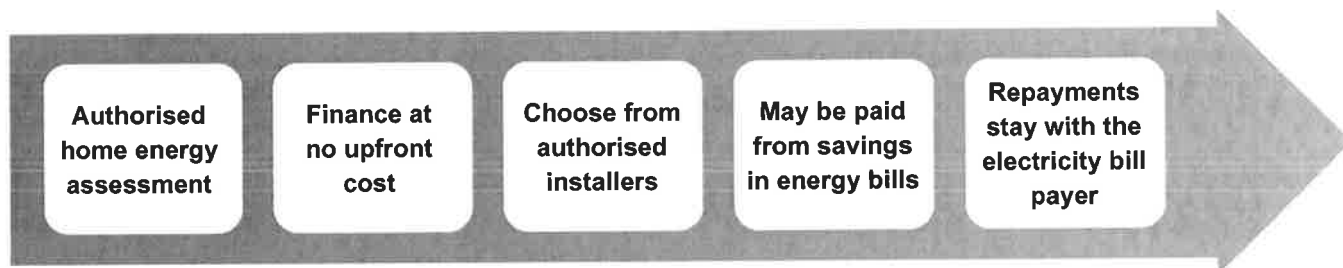 Authorised
home energy
assessment
Finance at
no upfront
cost
Choose from
authorised
installers
May be paid
from savings
in energy bills
Repayments
stay with the
electricity bill
payer